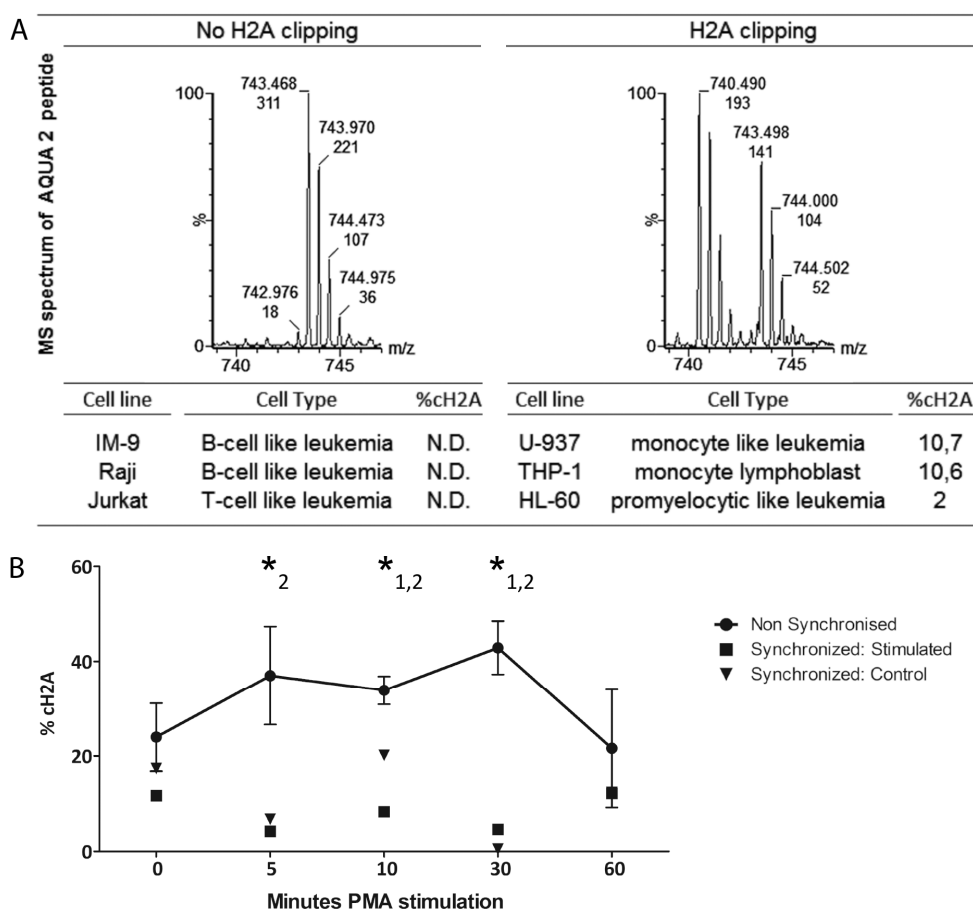 A
No H2A clipping
H2A clipping
MS spectrum of AQUA 2 peptide
100
%
0
743.468
311
743.970
221
744.473
107
742.976
18
744.975
36
740
745
m/z
100
%
0
740.490
193
743.498
141
744.000
104
744.502
52
740
745
m/z
Cell line Cell Type %cH2A
IM-9 B-cell like leukemia N.D.
Raji B-cell like leukemia N.D.
Jurkat T-cell like leukemia N.D.
Cell line Cell Type %cH2A
U-937 monocyte like leukemia 10,7
THP-1 monocyte lymphoblast 10,6
HL-60 promyelocytic like leukemia 2
B
% cH2A
60
40
20
0
*2
*1,2
*1,2
0 5 10 30 60
Minutes PMA stimulation
Non Synchronised
Synchronized: Stimulated
Synchronized: Control